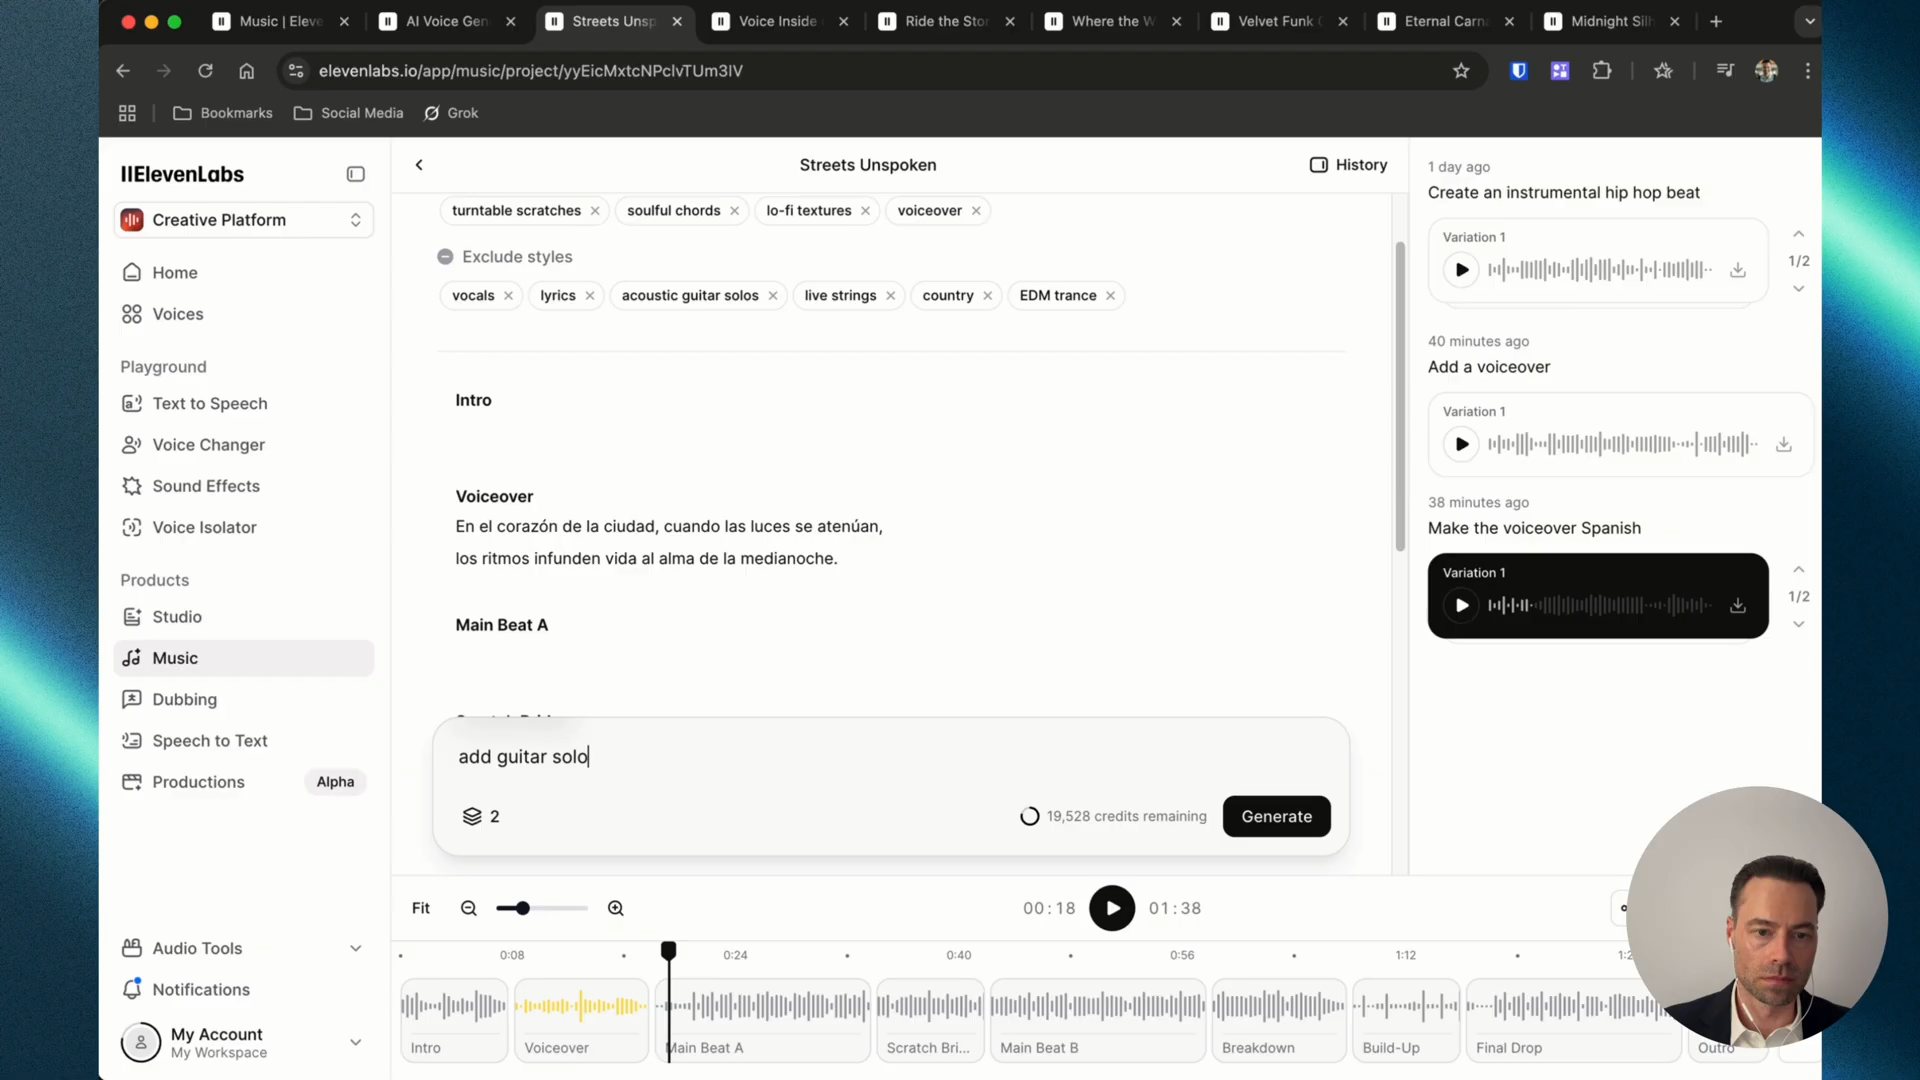 Music | Eleve
AI Voice Gen
Streets Unsp
Voice Inside
Ride the Stor
Where the W
Velvet Funk
Eternal Carn
Midnight Silh
elevenlabs.io/app/music/project/yyEicMxtcNPclvTUm3IV
Bookmarks
Social Media
Grok
IIElevenLabs
Creative Platform
Home
Voices
Playground
Text to Speech
Voice Changer
Sound Effects
Voice Isolator
Products
Studio
Music
Dubbing
Speech to Text
Productions
Alpha
Audio Tools
Notifications
My Account
My Workspace
Streets Unspoken
History
turntable scratches
soulful chords
lo-fi textures
voiceover
Exclude styles
vocals
lyrics
acoustic guitar solos
live strings
country
EDM trance
Intro
Voiceover
En el corazón de la ciudad, cuando las luces se atenúan,
los ritmos infunden vida al alma de la medianoche.
Main Beat A
add guitar solo
2
19,528 credits remaining
Generate
1 day ago
Create an instrumental hip hop beat
Variation 1
1/2
40 minutes ago
Add a voiceover
Variation 1
38 minutes ago
Make the voiceover Spanish
Variation 1
1/2
Fit
00:18
01:38
0:08
0:24
0:40
0:56
1:12
Intro
Voiceover
Main Beat A
Scratch Bri...
Main Beat B
Breakdown
Build-Up
Final Drop
Outro